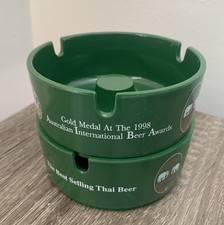 Gold Medal At The 1998
Australian International Beer Awards
The Best Selling Thai Beer